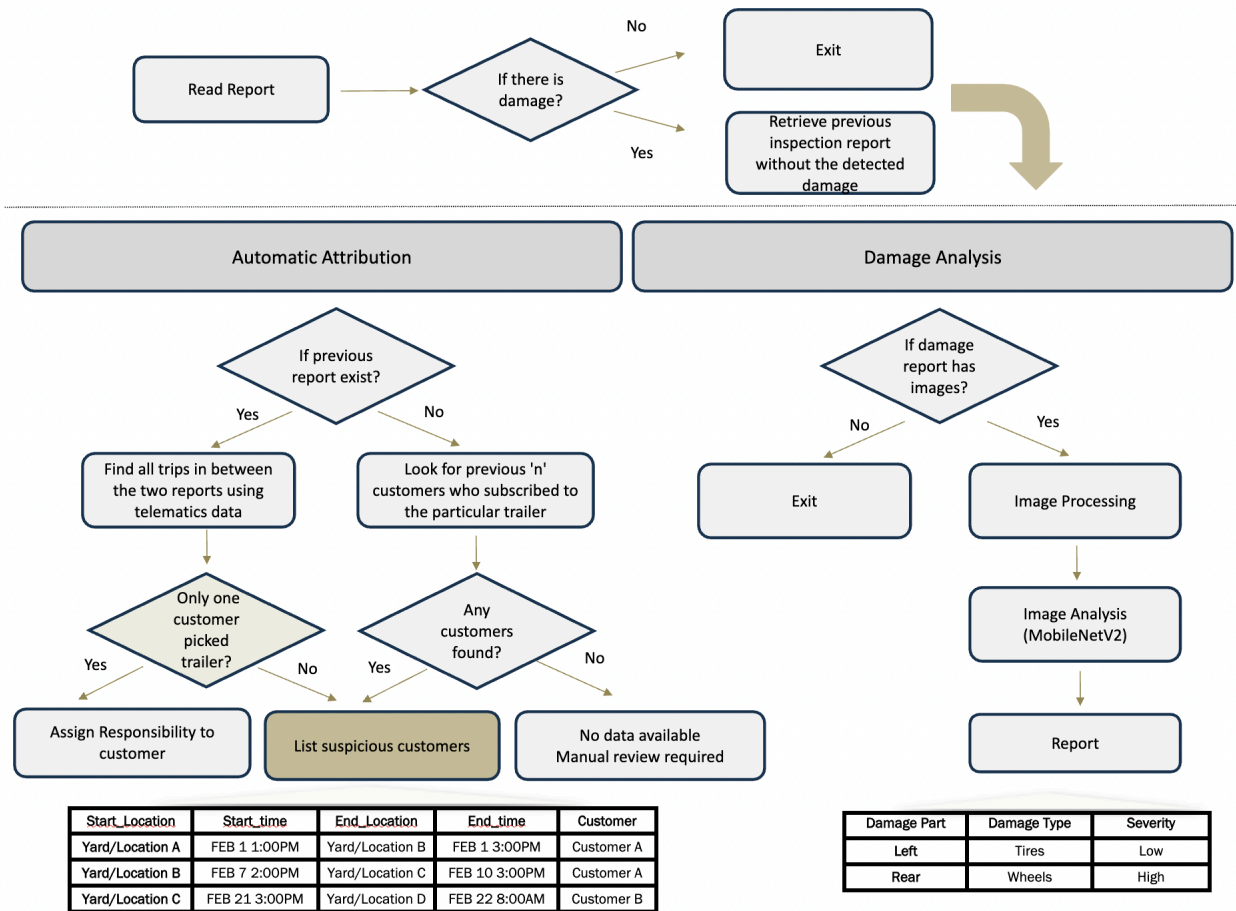 No
Exit
Read Report
If there is
damage?
Retrieve previous
inspection report
without the detected
damage
Yes
Automatic Attribution
Damage Analysis
If previous
report exist?
Yes
No
Find all trips in between
the two reports using
telematics data
Look for previous 'n'
customers who subscribed to
the particular trailer
Only one
customer
picked
trailer?
Any
customers
found?
Yes
No
Yes
No
Assign Responsibility to
customer
List suspicious customers
No data available
Manual review required
Start_Location Start_time End_Location End_time Customer
Yard/Location A FEB 1 1:00PM Yard/Location B FEB 1 3:00PM Customer A
Yard/Location B FEB 7 2:00PM Yard/Location C FEB 10 3:00PM Customer A
Yard/Location C FEB 21 3:00PM Yard/Location D FEB 22 8:00AM Customer B
If damage
report has
images?
No
Yes
Exit
Image Processing
Image Analysis
(MobileNetV2)
Report
Damage Part Damage Type Severity
Left Tires Low
Rear Wheels High